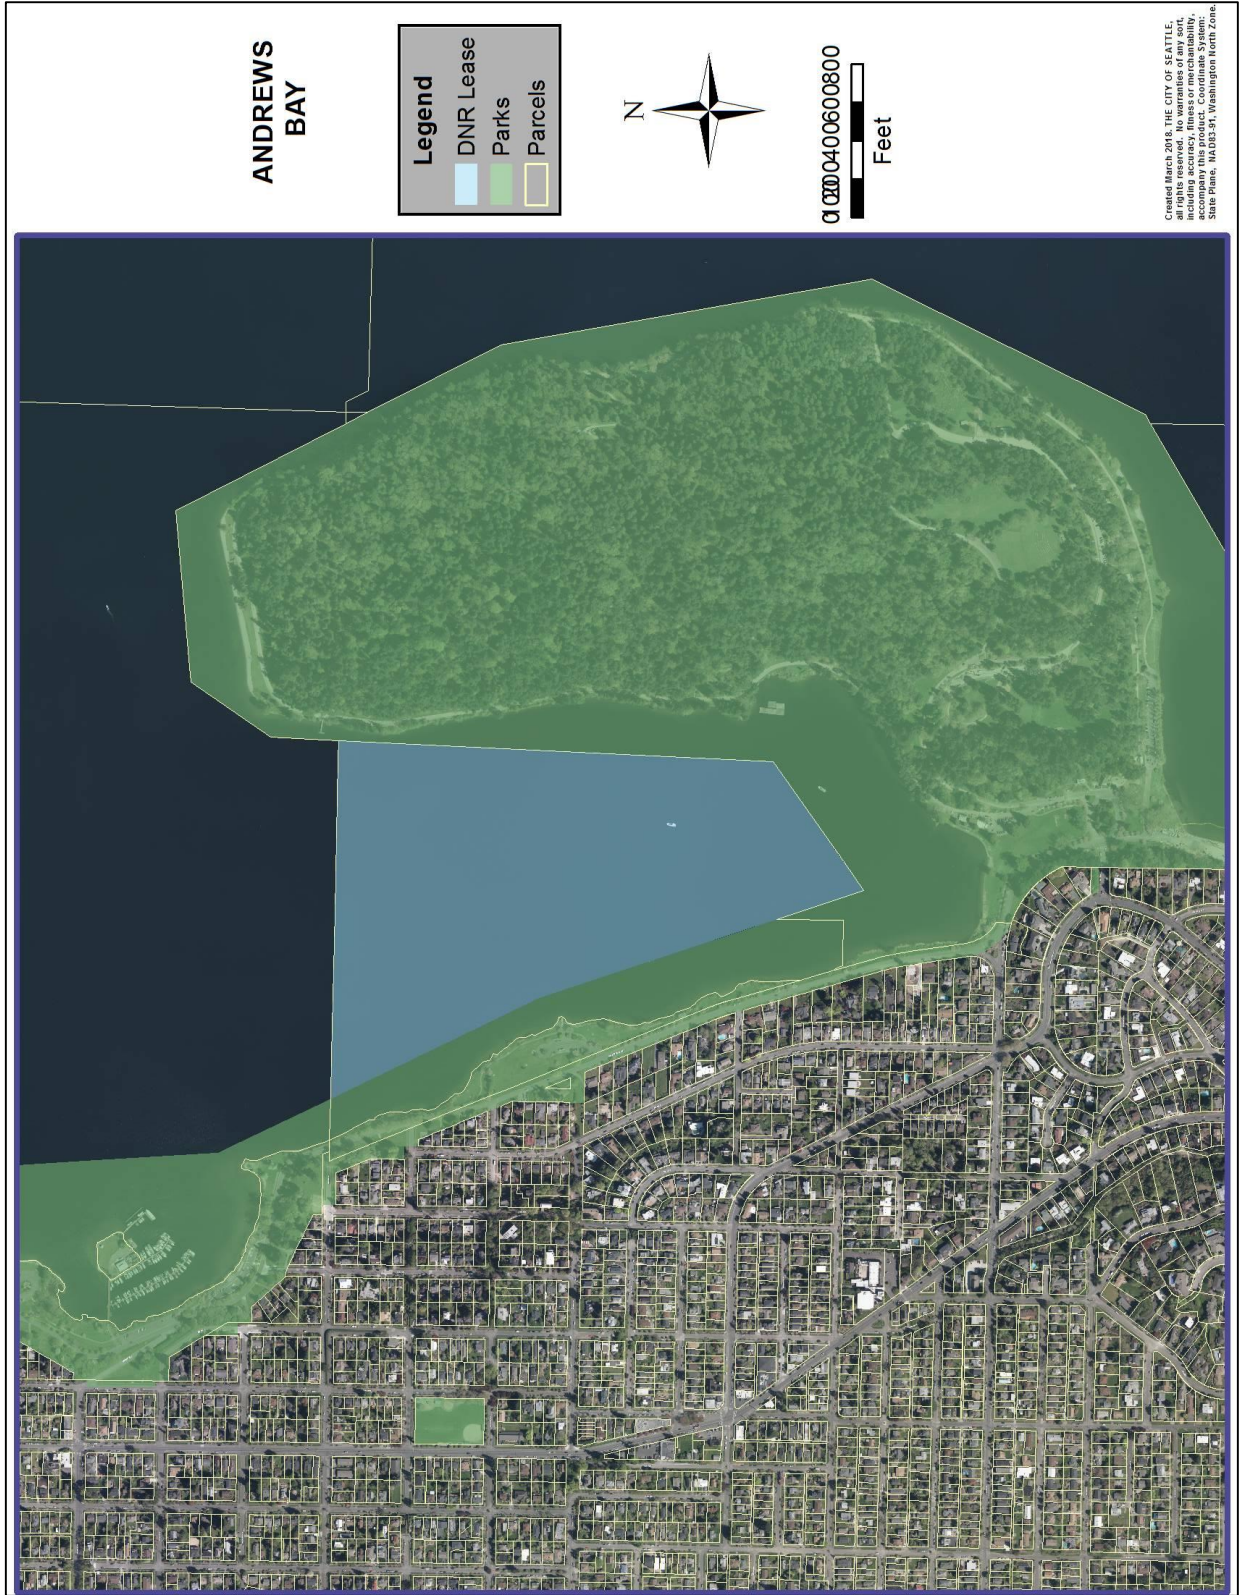 ANDREWS
BAY
Legend
DNR Lease
Parks
Parcels
N
Feet
Created March 2018. THE CITY OF SEATTLE,
all rights reserved. No warranties of any sort,
including accuracy, fitness or merchantability,
accompany this product. Coordinate System:
State Plane, NAD83-91, Washington North Zone.